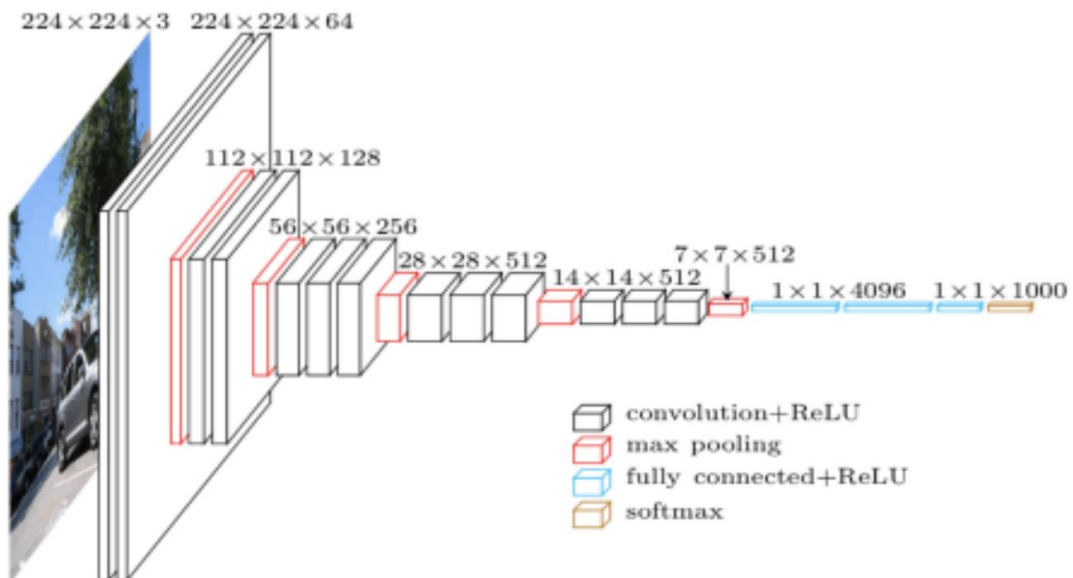 224×224×3
224×224×64
112×112×128
56×56×256
28×28×512
14×14×512
7×7×512
1×1×4096
1×1×1000
convolution+ReLU
max pooling
fully connected+ReLU
softmax